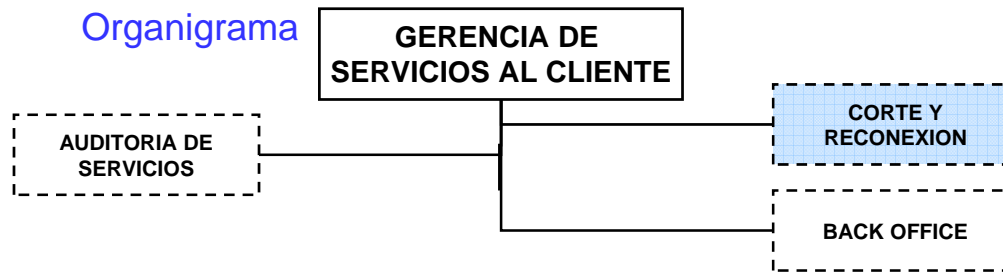 Organigrama
GERENCIA DE
SERVICIOS AL CLIENTE
CORTE Y
RECONEXION
AUDITORIA DE
SERVICIOS
BACK OFFICE